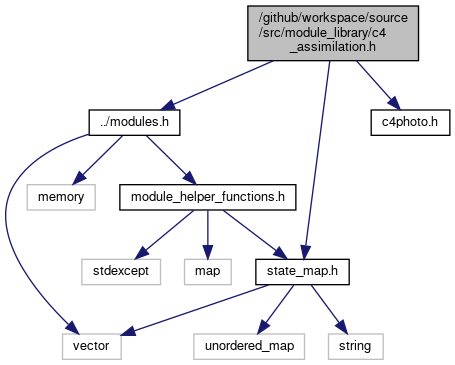 /github/workspace/source
/src/module_library/c4
_assimilation.h
../modules.h
c4photo.h
memory
module_helper_functions.h
stdexcept
map
state_map.h
vector
unordered_map
string